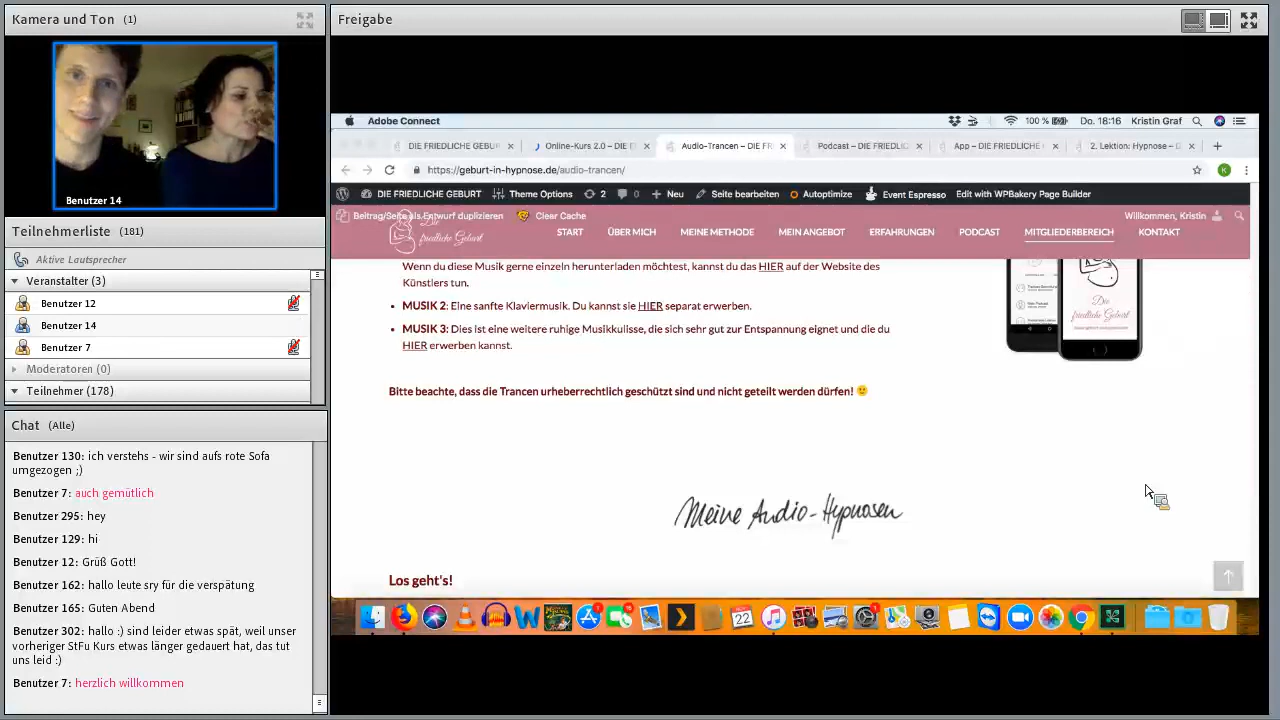 Kamera und Ton (1)
Benutzer 14
Teilnehmerliste (181)
Aktive Lautsprecher
Veranstalter (3)
Benutzer 12
Benutzer 14
Benutzer 7
Moderatoren (0)
Teilnehmer (178)
Chat (Alle)
Benutzer 130: ich verstehs - wir sind aufs rote Sofa
umgezogen ;)
Benutzer 7: auch gemütlich
Benutzer 295: hey
Benutzer 129: hi
Benutzer 12: Grüß Gott!
Benutzer 162: hallo leute sry für die verspätung
Benutzer 165: Guten Abend
Benutzer 302: hallo :) sind leider etwas spät, weil unser
vorheriger StFu Kurs etwas länger gedauert hat, das tut
uns leid :)
Benutzer 7: herzlich willkommen
Freigabe
Adobe Connect
100 %
Do. 18:16
Kristin Graf
DIE FRIEDLICHE GEBUR
Online-Kurs 2.0 – DIE E
Audio-Trancen – DIE FR
Podcast – DIE FRIEDLIC
App – DIE FRIEDLICHE
2. Lektion: Hypnose – D
https://geburt-in-hypnose.de/audio-trancen/
DIE FRIEDLICHE GEBURT
Theme Options
2
0
Neu
Seite bearbeiten
Autoptimize
Event Espresso
Edit with WPBakery Page Builder
Beitrag/Seite als Entwurf duplizieren
Clear Cache
Willkommen, Kristin
Die
friedliche Geburt
START
ÜBER MICH
MEINE METHODE
MEIN ANGEBOT
ERFAHRUNGEN
PODCAST
MITGLIEDERBEREICH
KONTAKT
Wenn du diese Musik gerne einzeln herunterladen möchtest, kannst du das HIER auf der Website des
Künstlers tun.
• MUSIK 2: Eine sanfte Klaviermusik. Du kannst sie HIER separat erwerben.
• MUSIK 3: Dies ist eine weitere ruhige Musikkulisse, die sich sehr gut zur Entspannung eignet und die du
HIER erwerben kannst.
Die
friedliche Geburt
Bitte beachte, dass die Trancen urheberrechtlich geschützt sind und nicht geteilt werden dürfen! 🙂
Meine Audio-Hypnosen
Los geht's!
22